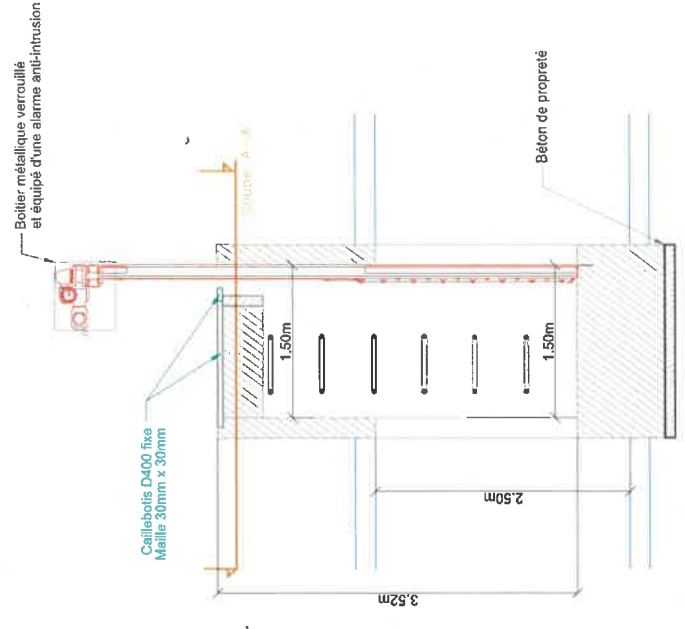 Boitier métallique verrouillé
et équipé d'une alarme anti-intrusion
Coupe A-A
Caillebotis D400 fixe
Maille 30mm x 30mm
1.50m
1.50m
2.50m
3.52m
Béton de propreté